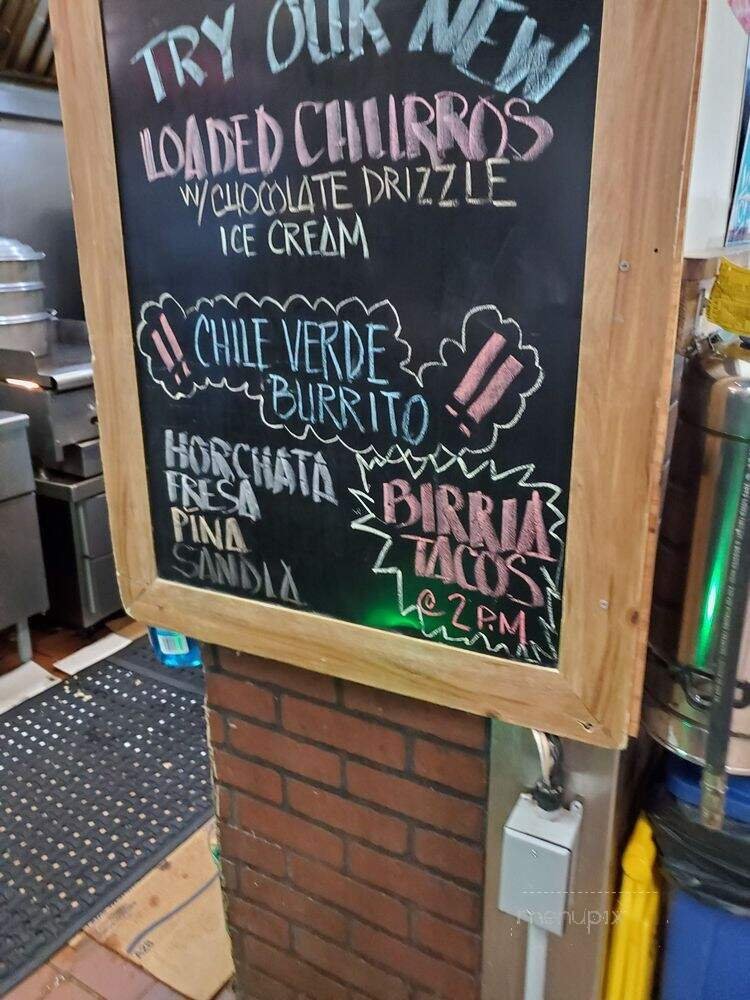 TRY OUR NEW
LOADED CHURROS
W/ CHOCOLATE DRIZZLE
ICE CREAM
!! CHILE VERDE !!
BURRITO
HORCHATA
FRESA
PIÑA
SANDIA
BIRRIA
TACOS
@ 2 P.M.
menupix